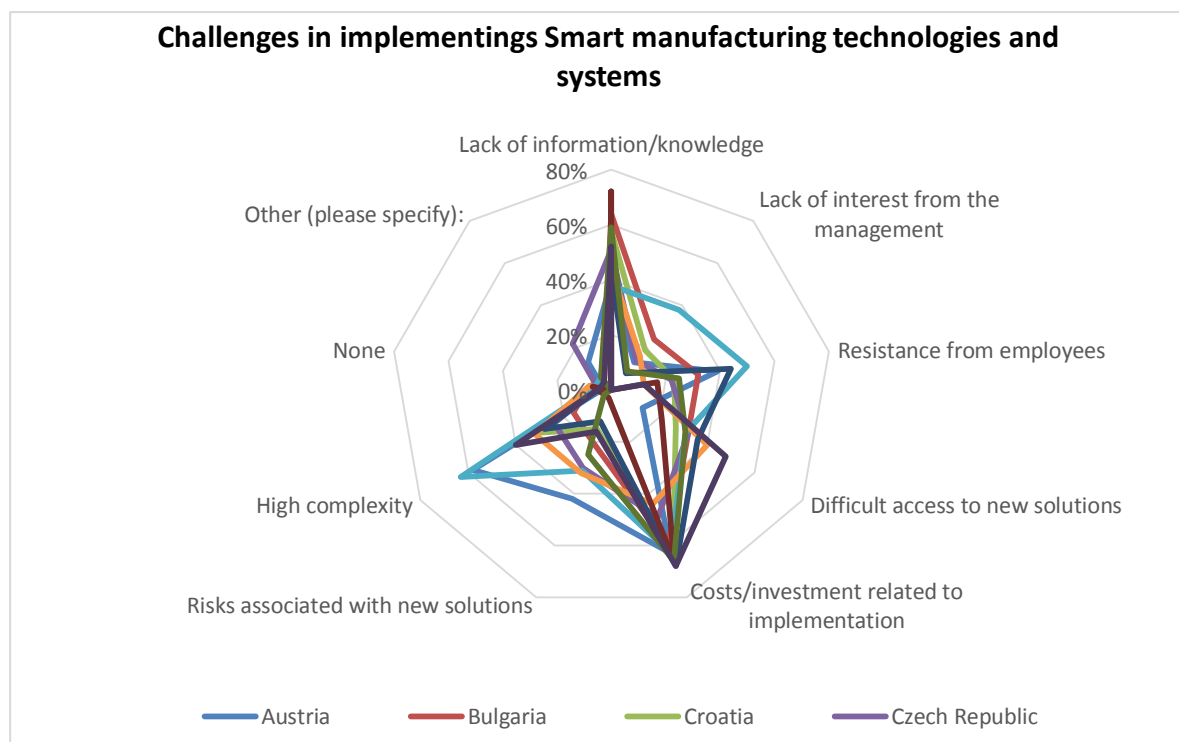 Challenges in implementings Smart manufacturing technologies and
systems
Lack of information/knowledge
80%
Lack of interest from the
management
Other (please specify):
60%
40%
None
Resistance from employees
20%
0%
High complexity
Difficult access to new solutions
Risks associated with new solutions
Costs/investment related to
implementation
Austria
Bulgaria
Croatia
Czech Republic